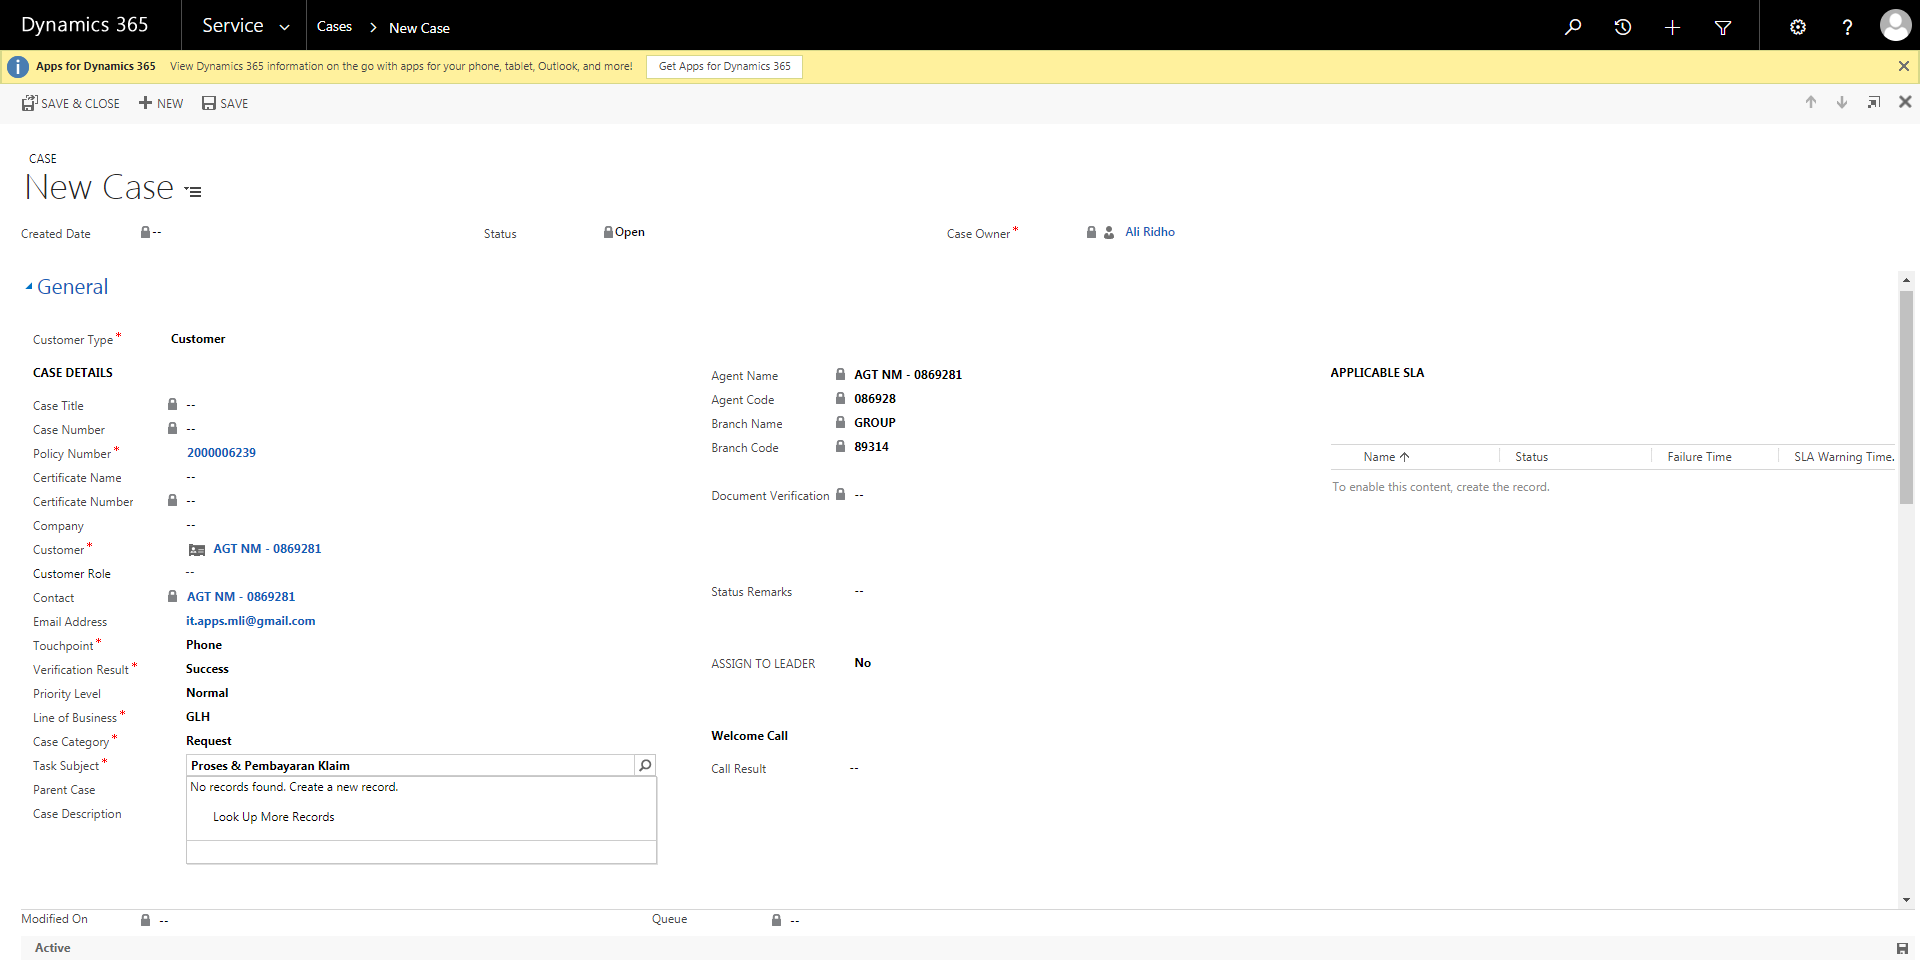 Dynamics 365
Service
Cases > New Case
?
i Apps for Dynamics 365 View Dynamics 365 information on the go with apps for your phone, tablet, Outlook, and more! Get Apps for Dynamics 365
SAVE & CLOSE NEW SAVE
CASE
New Case
Created Date -- Status Open Case Owner* Ali Ridho
General
Customer Type* Customer
CASE DETAILS
Case Title --
Case Number --
Policy Number* 2000006239
Certificate Name --
Certificate Number --
Company --
Customer* AGT NM - 0869281
Customer Role --
Contact AGT NM - 0869281
Email Address it.apps.mli@gmail.com
Touchpoint* Phone
Verification Result* Success
Priority Level Normal
Line of Business* GLH
Case Category* Request
Task Subject* Proses & Pembayaran Klaim
No records found. Create a new record.
Look Up More Records
Parent Case
Case Description
Agent Name AGT NM - 0869281
Agent Code 086928
Branch Name GROUP
Branch Code 89314
Document Verification --
Status Remarks --
ASSIGN TO LEADER No
Welcome Call
Call Result --
APPLICABLE SLA
Name Status Failure Time SLA Warning Time.
To enable this content, create the record.
Modified On -- Queue --
Active